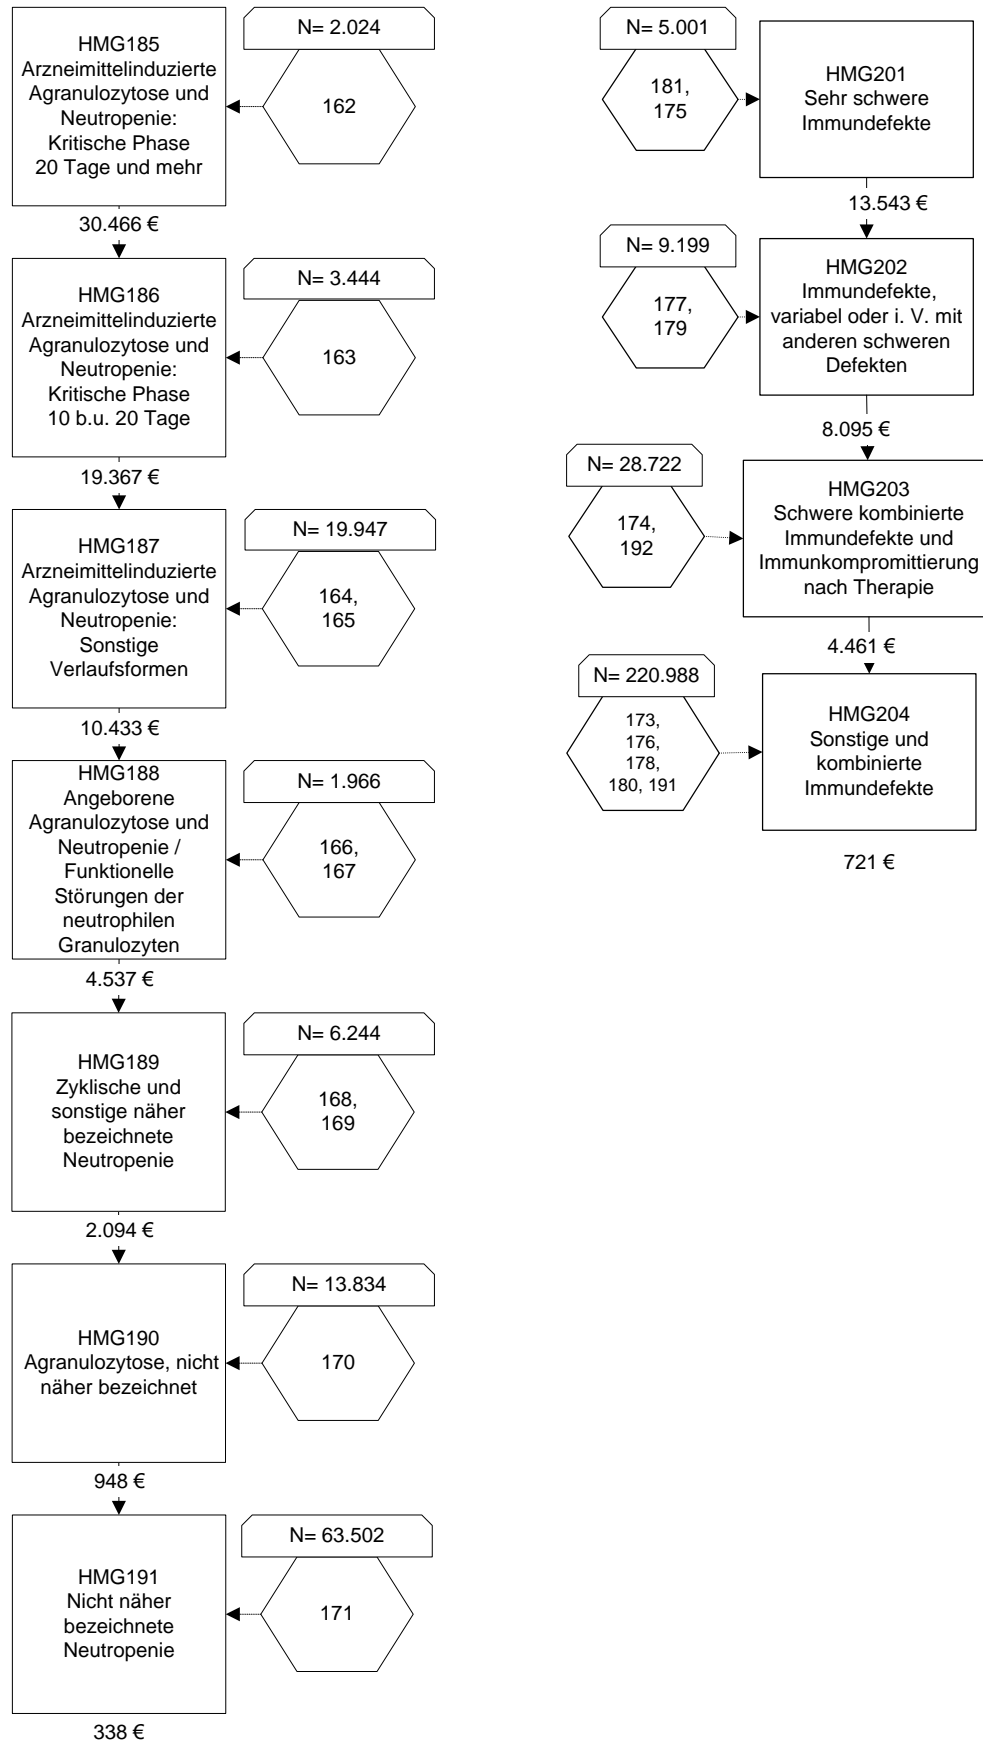 HMG185
Arzneimittelinduzierte
Agranulozytose und
Neutropenie:
Kritische Phase
20 Tage und mehr
N= 2.024
162
30.466 €
HMG186
Arzneimittelinduzierte
Agranulozytose und
Neutropenie:
Kritische Phase
10 b.u. 20 Tage
N= 3.444
163
19.367 €
HMG187
Arzneimittelinduzierte
Agranulozytose und
Neutropenie:
Sonstige
Verlaufsformen
N= 19.947
164,
165
10.433 €
HMG188
Angeborene
Agranulozytose und
Neutropenie /
Funktionelle
Störungen der
neutrophilen
Granulozyten
N= 1.966
166,
167
4.537 €
HMG189
Zyklische und
sonstige näher
bezeichnete
Neutropenie
N= 6.244
168,
169
2.094 €
HMG190
Agranulozytose, nicht
näher bezeichnet
N= 13.834
170
948 €
HMG191
Nicht näher
bezeichnete
Neutropenie
N= 63.502
171
338 €
N= 5.001
181,
175
HMG201
Sehr schwere
Immundefekte
13.543 €
N= 9.199
177,
179
HMG202
Immundefekte,
variabel oder i. V. mit
anderen schweren
Defekten
8.095 €
N= 28.722
174,
192
HMG203
Schwere kombinierte
Immundefekte und
Immunkompromittierung
nach Therapie
4.461 €
N= 220.988
173,
176,
178,
180, 191
HMG204
Sonstige und
kombinierte
Immundefekte
721 €